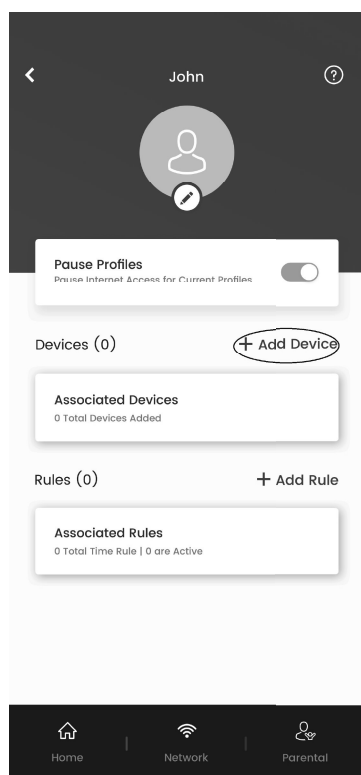 John
?
Pause Profiles
Pause Internet Access for Current Profiles
Devices (0)
+ Add Device
Associated Devices
0 Total Devices Added
Rules (0)
+ Add Rule
Associated Rules
0 Total Time Rule | 0 are Active
Home
Network
Parental